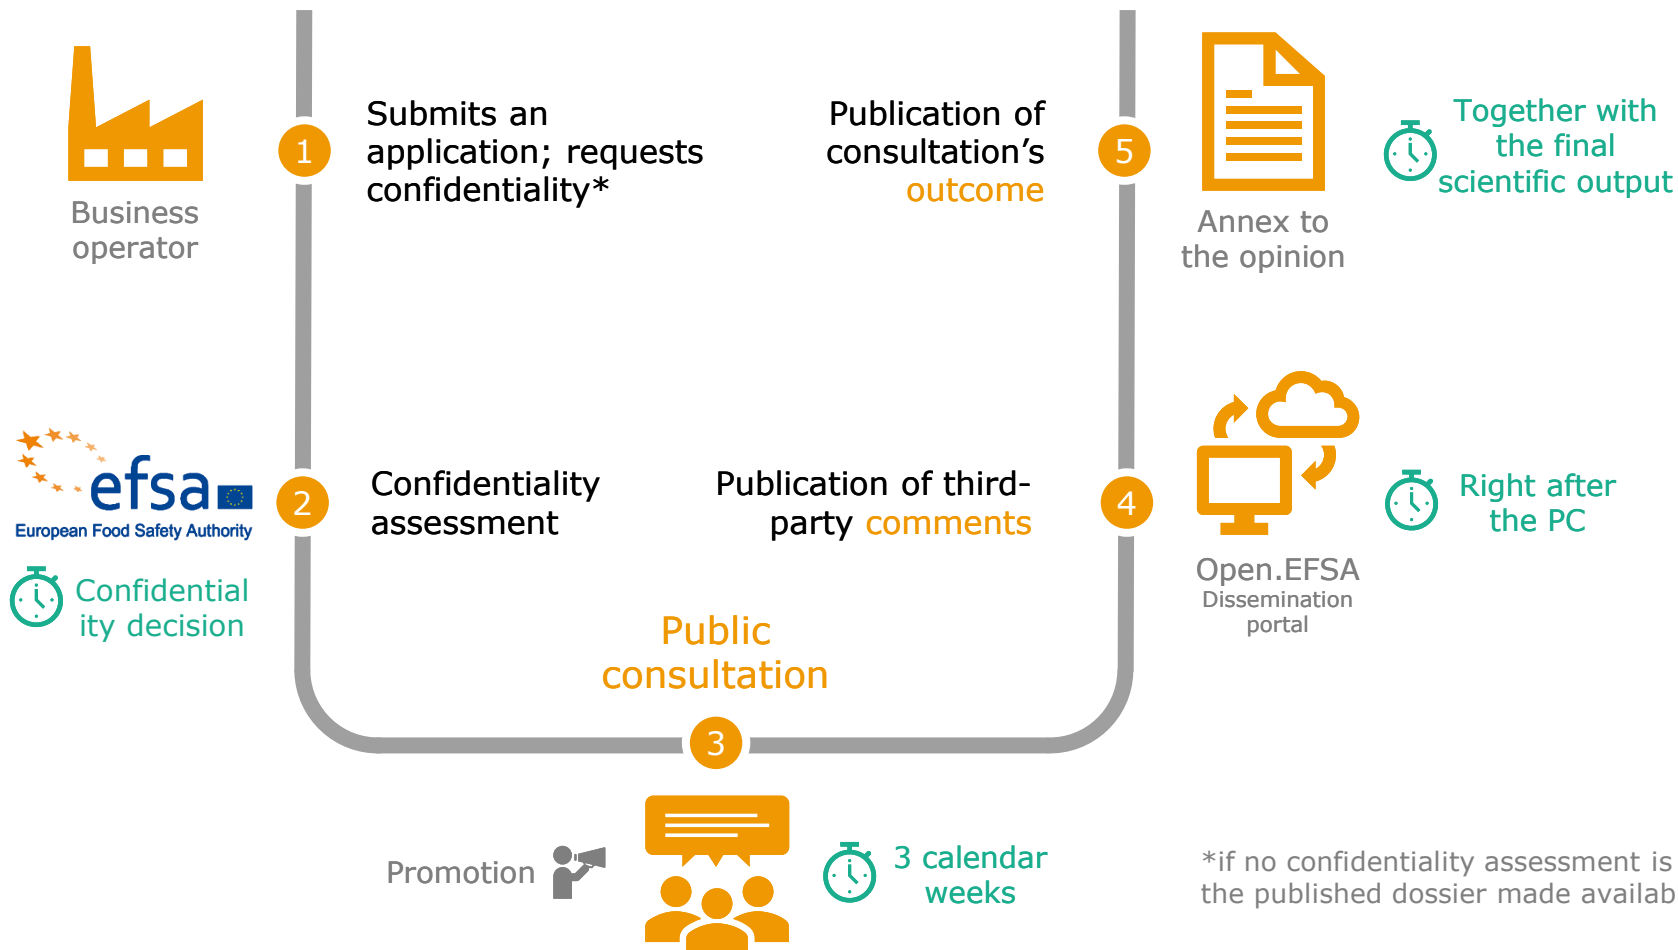 1
Submits an
application; requests
confidentiality*
Business
operator
2
Confidentiality
assessment
efsa
European Food Safety Authority
Confidential
ity decision
Public
consultation
3
Promotion
3 calendar
weeks
Publication of third-
party comments
4
Open.EFSA
Dissemination
portal
Right after
the PC
Publication of
consultation’s
outcome
5
Annex to
the opinion
Together with
the final
scientific output
*if no confidentiality assessment is
the published dossier made availab